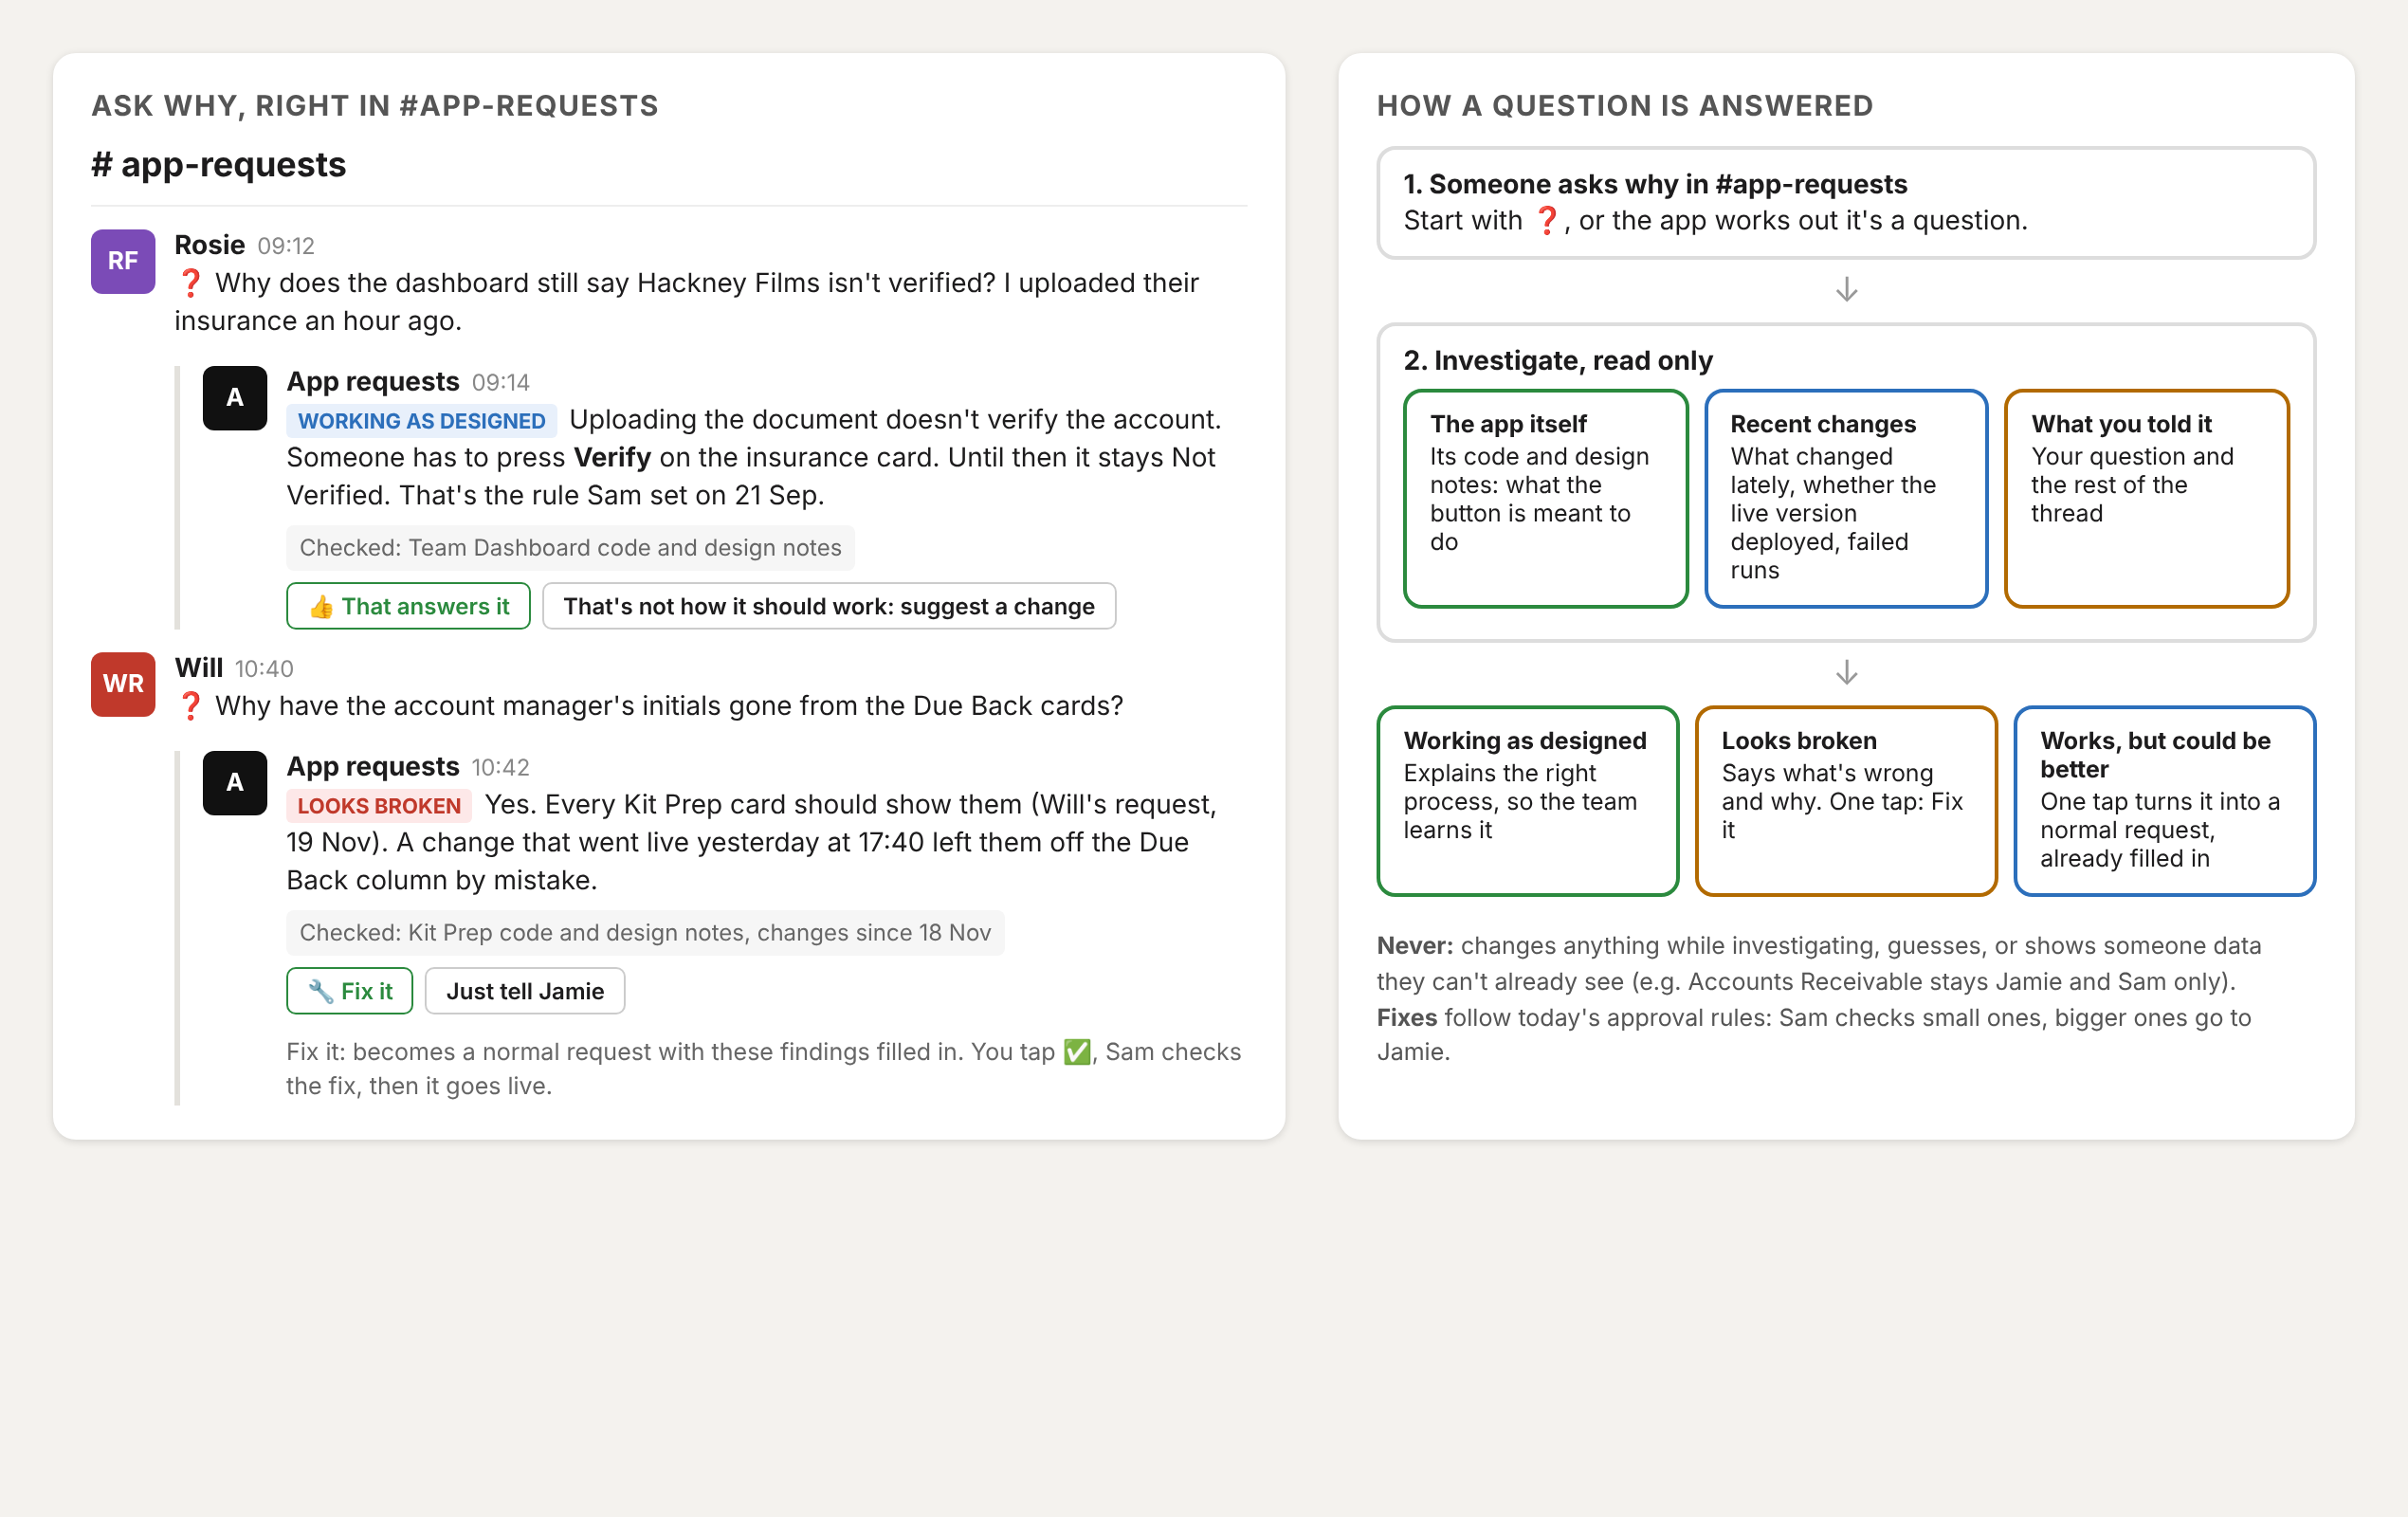 ASK WHY, RIGHT IN #APP-REQUESTS
# app-requests
RF
Rosie 09:12
❓ Why does the dashboard still say Hackney Films isn't verified? I uploaded their
insurance an hour ago.
A
App requests 09:14
WORKING AS DESIGNED Uploading the document doesn't verify the account.
Someone has to press Verify on the insurance card. Until then it stays Not
Verified. That's the rule Sam set on 21 Sep.
Checked: Team Dashboard code and design notes
👍 That answers it
That's not how it should work: suggest a change
WR
Will 10:40
❓ Why have the account manager's initials gone from the Due Back cards?
A
App requests 10:42
LOOKS BROKEN Yes. Every Kit Prep card should show them (Will's request,
19 Nov). A change that went live yesterday at 17:40 left them off the Due
Back column by mistake.
Checked: Kit Prep code and design notes, changes since 18 Nov
🔧 Fix it
Just tell Jamie
Fix it: becomes a normal request with these findings filled in. You tap ✅, Sam checks
the fix, then it goes live.
HOW A QUESTION IS ANSWERED
1. Someone asks why in #app-requests
Start with ❓, or the app works out it's a question.
↓
2. Investigate, read only
The app itself
Its code and design
notes: what the
button is meant to
do
Recent changes
What changed
lately, whether the
live version
deployed, failed
runs
What you told it
Your question and
the rest of the
thread
↓
Working as designed
Explains the right
process, so the team
learns it
Looks broken
Says what's wrong
and why. One tap: Fix
it
Works, but could be
better
One tap turns it into a
normal request,
already filled in
Never: changes anything while investigating, guesses, or shows someone data
they can't already see (e.g. Accounts Receivable stays Jamie and Sam only).
Fixes follow today's approval rules: Sam checks small ones, bigger ones go to
Jamie.